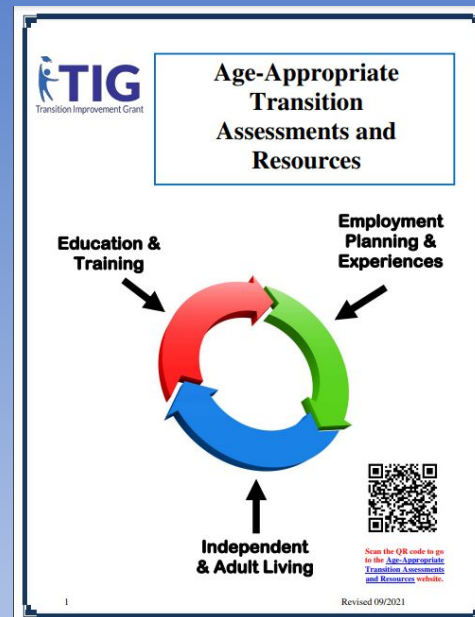 TIG
Transition Improvement Grant
Age-Appropriate
Transition
Assessments and
Resources
Education &
Training
Employment
Planning &
Experiences
Independent
& Adult Living
Scan the QR code to go
to the Age-Appropriate
Transition Assessments
and Resources website.
1
Revised 09/2021